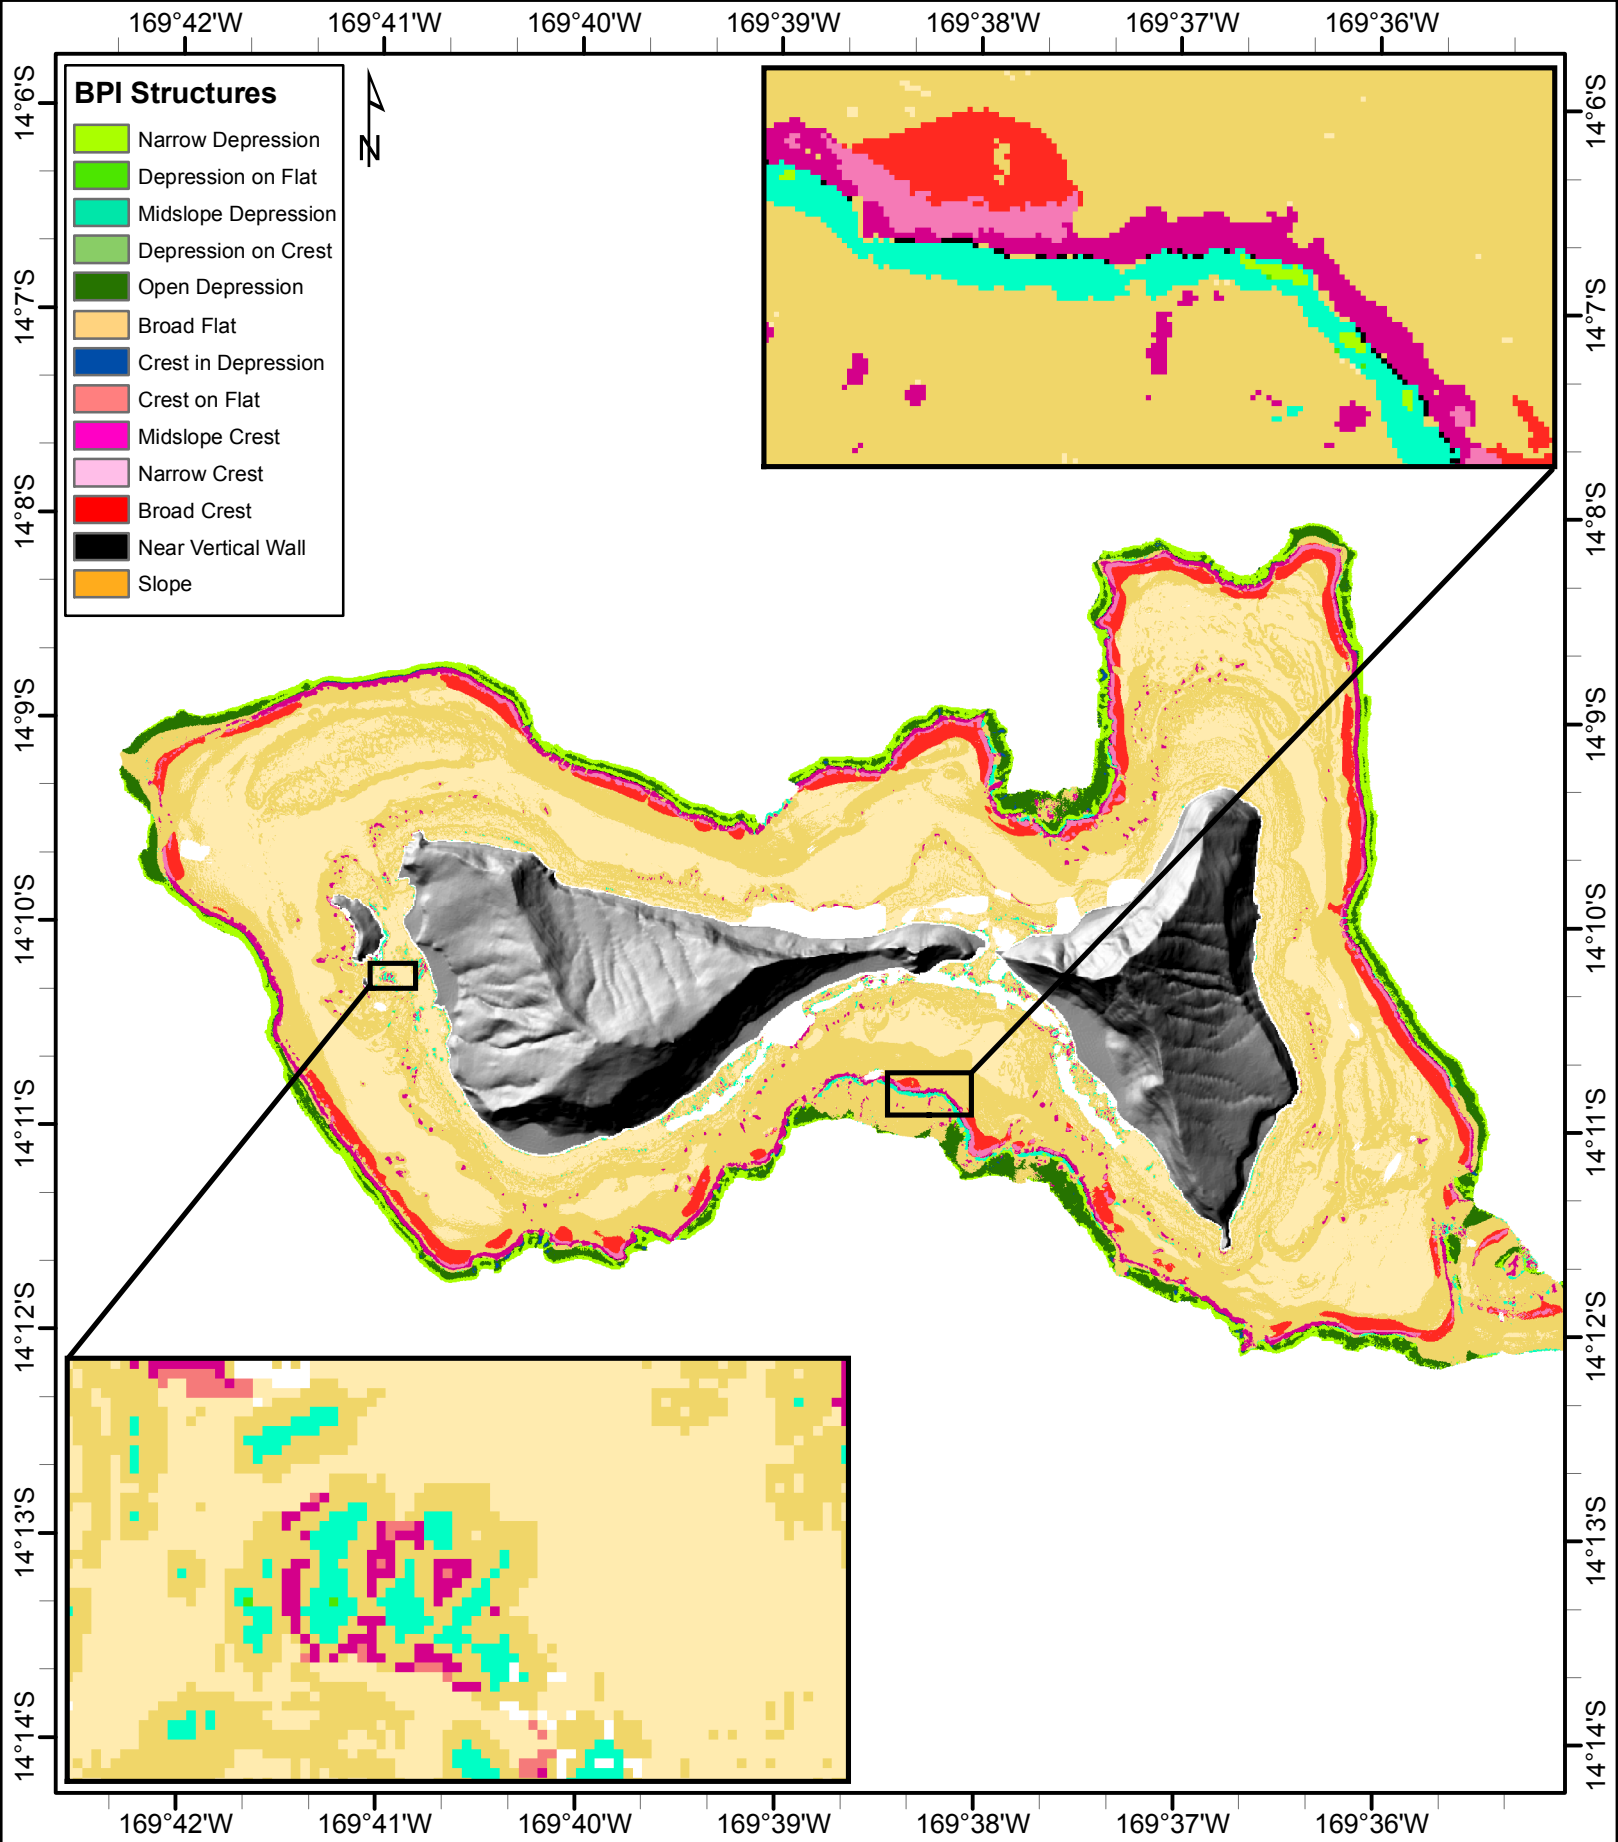 169°42'W 169°41'W 169°40'W 169°39'W 169°38'W 169°37'W 169°36'W
BPI Structures
Narrow Depression
Depression on Flat
Midslope Depression
Depression on Crest
Open Depression
Broad Flat
Crest in Depression
Crest on Flat
Midslope Crest
Narrow Crest
Broad Crest
Near Vertical Wall
Slope
N
14°6'S
14°7'S
14°8'S
14°9'S
14°10'S
14°11'S
14°12'S
14°13'S
14°14'S
14°6'S
14°7'S
14°8'S
14°9'S
14°10'S
14°11'S
14°12'S
14°13'S
14°14'S
169°42'W 169°41'W 169°40'W 169°39'W 169°38'W 169°37'W 169°36'W